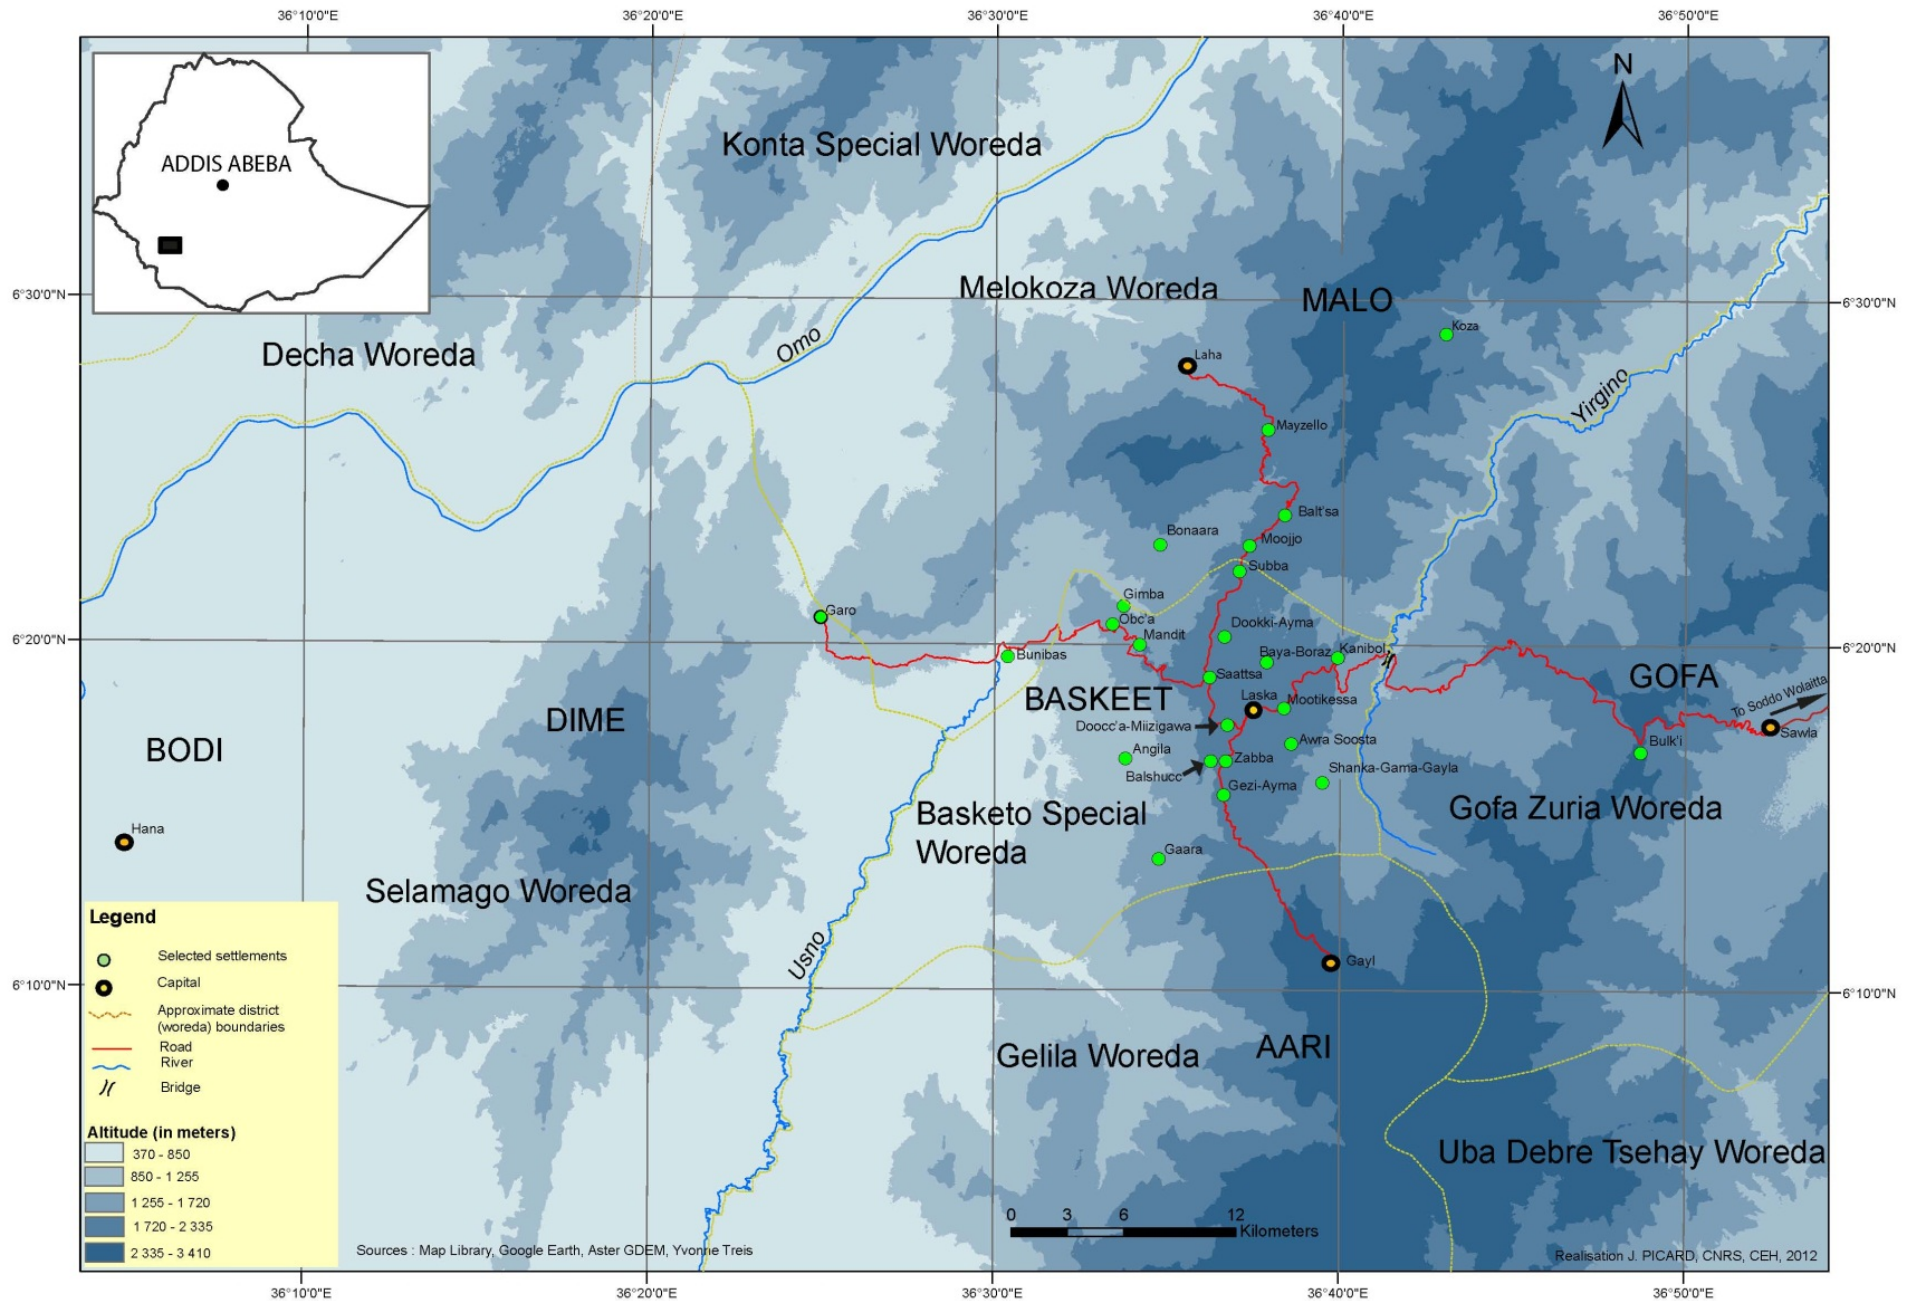 36°10'0"E
36°20'0"E
36°30'0"E
36°40'0"E
36°50'0"E
ADDIS ABEBA
N
Konta Special Woreda
6°30'0"N
Melokoza Woreda
MALO
6°30'0"N
Koza
Omo
Decha Woreda
Laha
Yirgino
Mayzello
Balt'sa
Bonaara
Moojjo
Subba
Gimba
Garo
Obc'a
Dookki-Ayma
Mandit
6°20'0"N
6°20'0"N
Bunibas
Baya-Boraz
Kanibol
Saattsa
GOFA
BASKEET
Laska
Mootikessa
To Soddo Wolaitta
DIME
Doocc'a-Miizigawa
Sawla
BODI
Angila
Awra Soosta
Bulk'i
Zabba
Balshucc
Shanka-Gama-Gayla
Gezi-Ayma
Basketo Special
Woreda
Gofa Zuria Woreda
Hana
Gaara
Selamago Woreda
Usno
Gayl
6°10'0"N
6°10'0"N
Gelila Woreda
AARI
Uba Debre Tsehay Woreda
Legend
Selected settlements
Capital
Approximate district
(woreda) boundaries
Road
River
Bridge
Altitude (in meters)
370 - 850
850 - 1 255
1 255 - 1 720
1 720 - 2 335
2 335 - 3 410
0 3 6 12
Kilometers
Sources : Map Library, Google Earth, Aster GDEM, Yvonne Treis
Realisation J. PICARD, CNRS, CEH, 2012
36°10'0"E
36°20'0"E
36°30'0"E
36°40'0"E
36°50'0"E